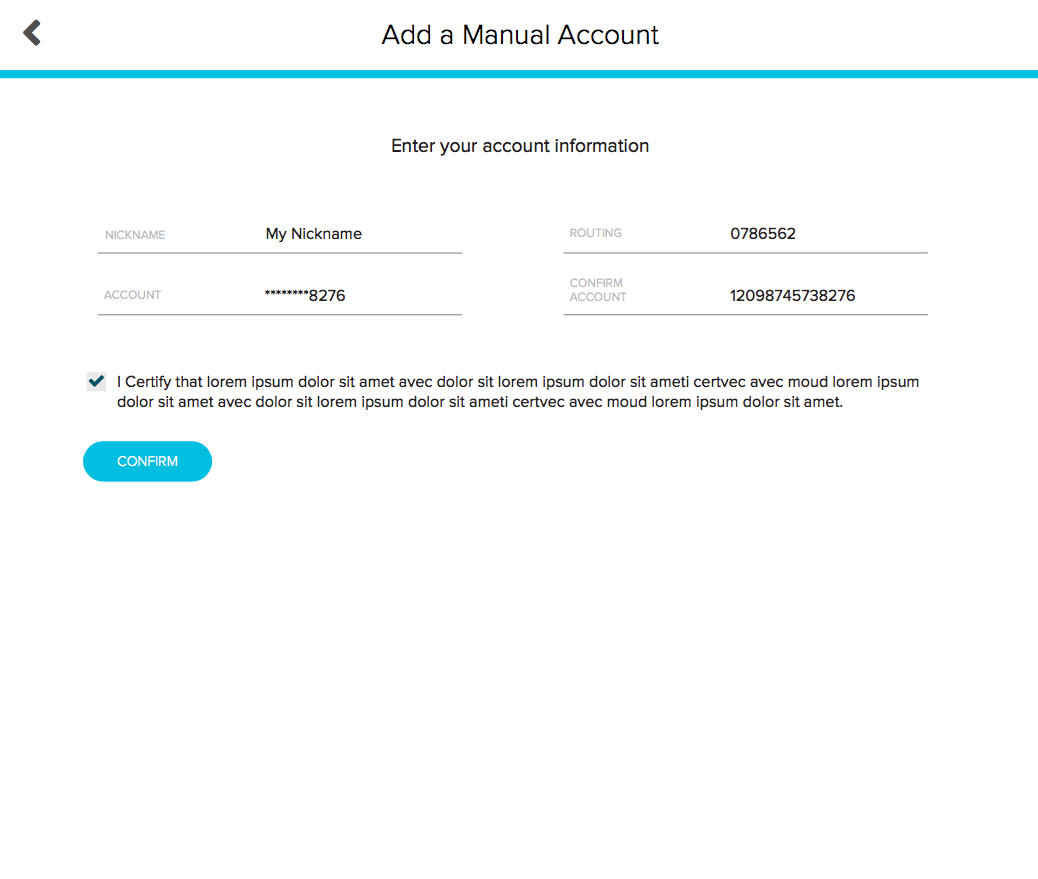 Add a Manual Account
Enter your account information
NICKNAME My Nickname
ROUTING 0786562
ACCOUNT ********8276
CONFIRM
ACCOUNT 12098745738276
I Certify that lorem ipsum dolor sit amet avec dolor sit lorem ipsum dolor sit ameti certvec avec moud lorem ipsum
dolor sit amet avec dolor sit lorem ipsum dolor sit ameti certvec avec moud lorem ipsum dolor sit amet.
CONFIRM